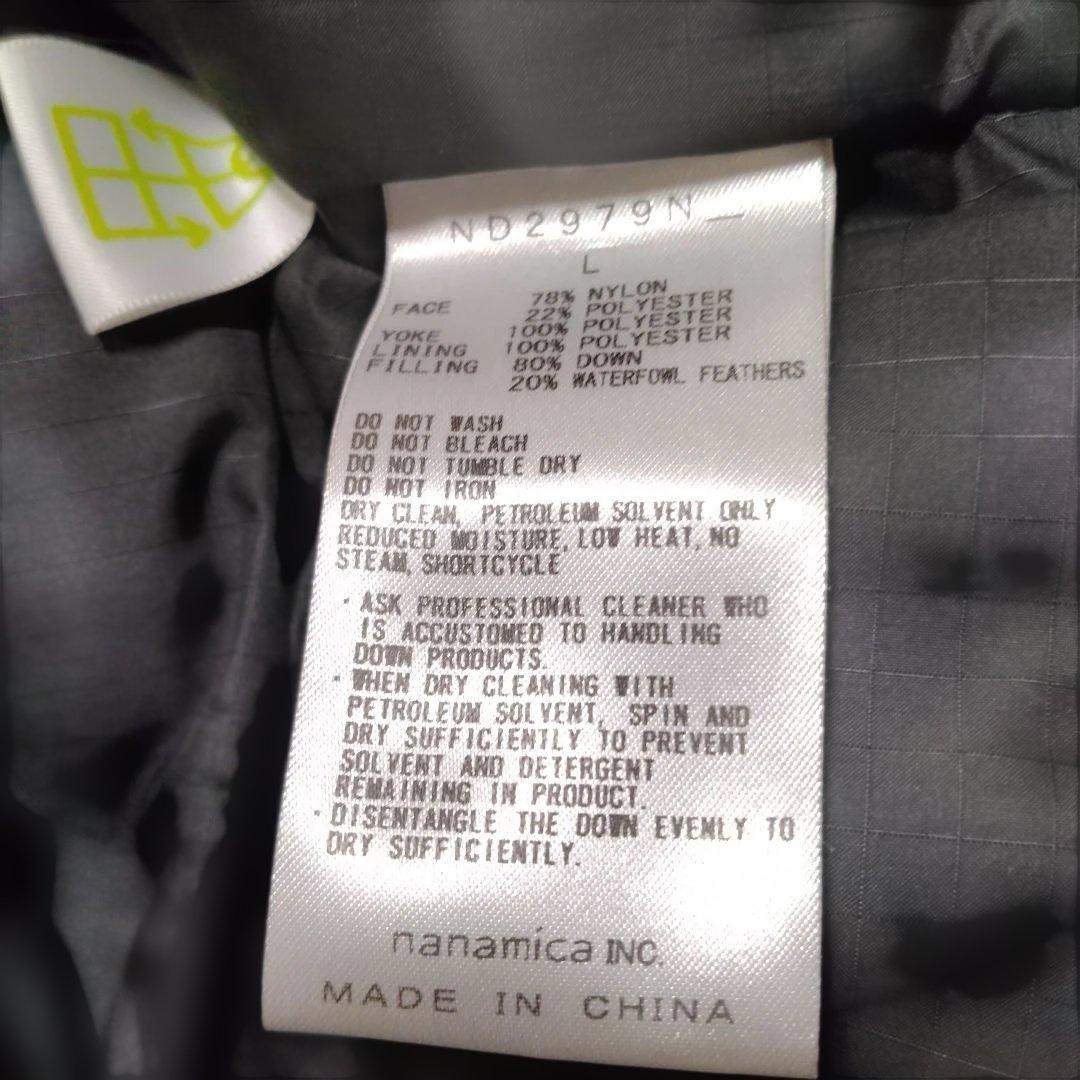 ND2979N_
L
FACE 78% NYLON
22% POLYESTER
YOKE 100% POLYESTER
LINING 100% POLYESTER
FILLING 80% DOWN
20% WATERFOWL FEATHERS
DO NOT WASH
DO NOT BLEACH
DO NOT TUMBLE DRY
DO NOT IRON
DRY CLEAN, PETROLEUM SOLVENT ONLY
REDUCED MOISTURE, LOW HEAT, NO
STEAM, SHORTCYCLE
・ASK PROFESSIONAL CLEANER WHO
IS ACCUSTOMED TO HANDLING
DOWN PRODUCTS.
・WHEN DRY CLEANING WITH
PETROLEUM SOLVENT, SPIN AND
DRY SUFFICIENTLY TO PREVENT
SOLVENT AND DETERGENT
REMAINING IN PRODUCT.
・DISENTANGLE THE DOWN EVENLY TO
DRY SUFFICIENTLY.
nanamica INC.
MADE IN CHINA